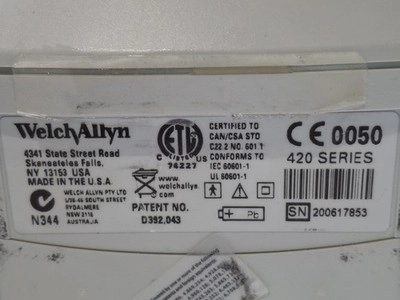 WelchAllyn
4341 State Street Road
Skaneateles Falls,
NY 13153 USA
MADE IN THE U.S.A.
WELCH ALLYN PTY LTD
SOUTH STREET
RYDALMERE
NSW 2116
AUSTRALIA
N344
C ETL US
LISTED
76227
CERTIFIED TO
CAN/CSA STD
C22.2 NO. 601.1
CONFORMS TO
IEC 60601-1
UL 60601-1
www.
welchallyn
.com
PATENT NO.
D392,043
Pb
CE 0050
420 SERIES
SN 200617853